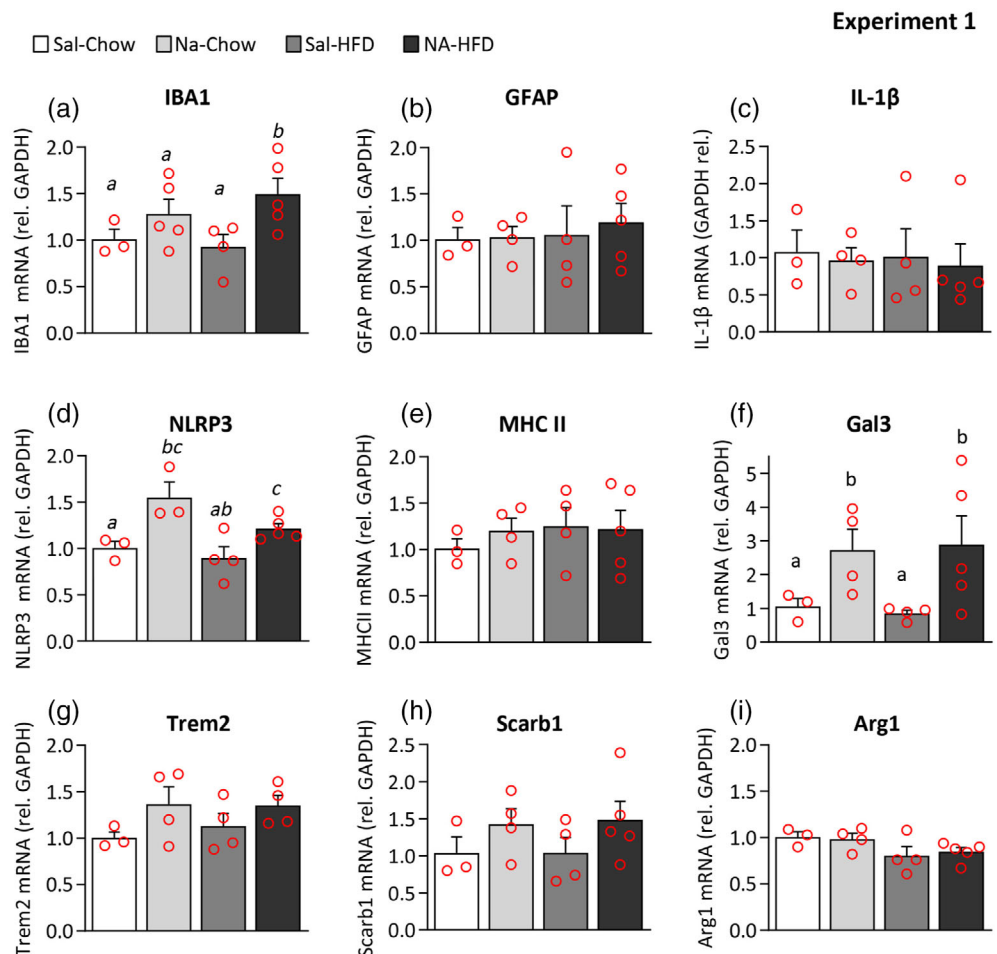 Experiment 1
Sal-Chow Na-Chow Sal-HFD NA-HFD
(a) IBA1
IBA1 mRNA (rel. GAPDH)
2.0
1.5
1.0
0.5
0.0
a a a b
(b) GFAP
GFAP mRNA (rel. GAPDH)
2.0
1.5
1.0
0.5
0.0
(c) IL-1β
IL-1β mRNA (GAPDH rel.)
2.5
2.0
1.5
1.0
0.5
0.0
(d) NLRP3
NLRP3 mRNA (rel. GAPDH)
2.0
1.5
1.0
0.5
0.0
a bc ab c
(e) MHC II
MHCII mRNA (rel. GAPDH)
2.0
1.5
1.0
0.5
0.0
(f) Gal3
Gal3 mRNA (rel. GAPDH)
5
4
3
2
1
0
a b a b
(g) Trem2
Trem2 mRNA (rel. GAPDH)
2.0
1.5
1.0
0.5
0.0
(h) Scarb1
Scarb1 mRNA (rel. GAPDH)
2.5
2.0
1.5
1.0
0.5
0.0
(i) Arg1
Arg1 mRNA (rel. GAPDH)
2.0
1.5
1.0
0.5
0.0